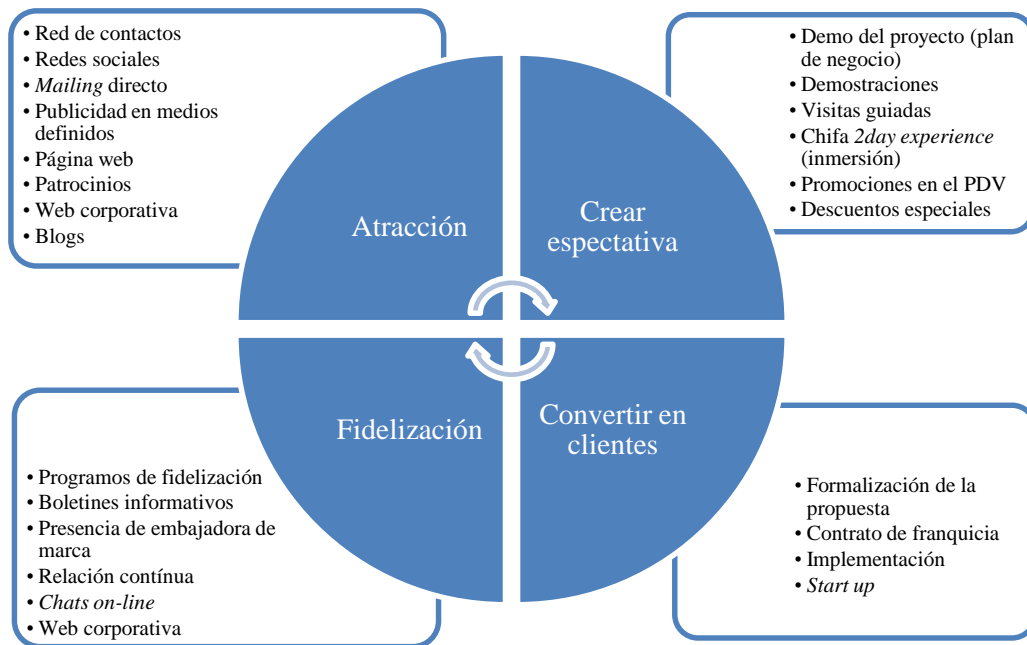 • Red de contactos
• Redes sociales
• Mailing directo
• Publicidad en medios
definidos
• Página web
• Patrocinios
• Web corporativa
• Blogs
• Demo del proyecto (plan
de negocio)
• Demostraciones
• Visitas guiadas
• Chifa 2day experience
(inmersión)
• Promociones en el PDV
• Descuentos especiales
Atracción
Crear
espectativa
Fidelización
Convertir en
clientes
• Programos de fidelización
• Boletines informativos
• Presencia de embajadora de
marca
• Relación contínua
• Chats on-line
• Web corporativa
• Formalización de la
propuesta
• Contrato de franquicia
• Implementación
• Start up